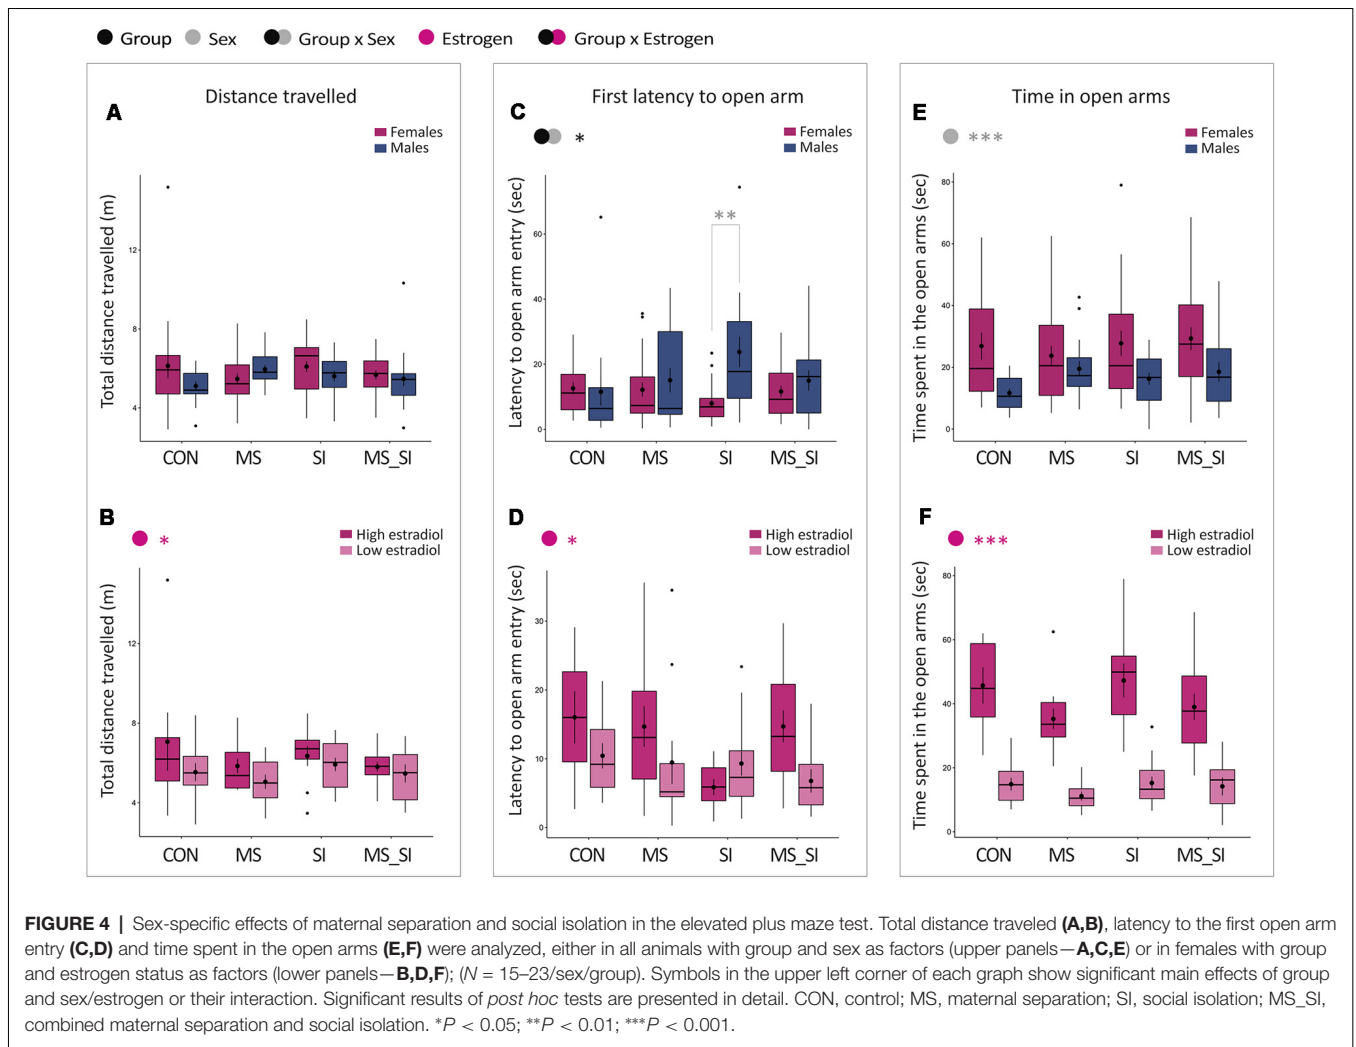 Group Sex Group x Sex Estrogen Group x Estrogen
Distance travelled
A
Females
Males
Total distance travelled (m)
12
8
4
CON MS SI MS_SI
B
*
High estradiol
Low estradiol
Total distance travelled (m)
12
8
4
CON MS SI MS_SI
First latency to open arm
C
*
Females
Males
Latency to open arm entry (sec)
**
60
40
20
0
CON MS SI MS_SI
D
*
High estradiol
Low estradiol
Latency to open arm entry (sec)
30
20
10
0
CON MS SI MS_SI
Time in open arms
E
***
Females
Males
Time spent in the open arms (sec)
80
60
40
20
0
CON MS SI MS_SI
F
***
High estradiol
Low estradiol
Time spent in the open arms (sec)
80
60
40
20
0
CON MS SI MS_SI
FIGURE 4 | Sex-specific effects of maternal separation and social isolation in the elevated plus maze test. Total distance traveled (A,B), latency to the first open arm
entry (C,D) and time spent in the open arms (E,F) were analyzed, either in all animals with group and sex as factors (upper panels—A,C,E) or in females with group
and estrogen status as factors (lower panels—B,D,F); (N = 15–23/sex/group). Symbols in the upper left corner of each graph show significant main effects of group
and sex/estrogen or their interaction. Significant results of post hoc tests are presented in detail. CON, control; MS, maternal separation; SI, social isolation; MS_SI,
combined maternal separation and social isolation. *P < 0.05; **P < 0.01; ***P < 0.001.